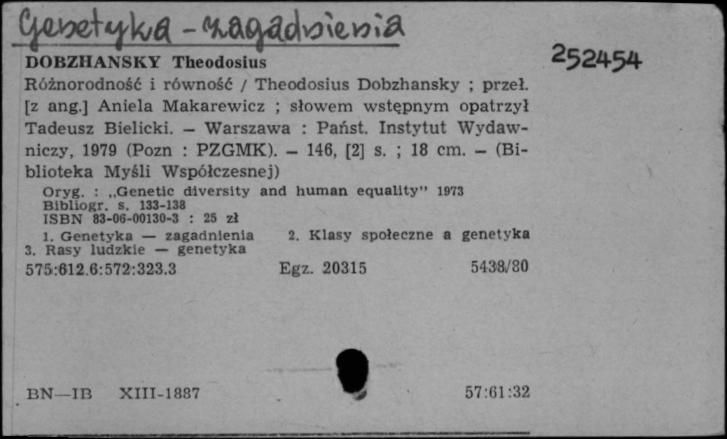 Genetyka - zagadnienia
252454
DOBZHANSKY Theodosius
Różnorodność i równość / Theodosius Dobzhansky ; przeł.
[z ang.] Aniela Makarewicz ; słowem wstępnym opatrzył
Tadeusz Bielicki. — Warszawa : Państ. Instytut Wydaw-
niczy, 1979 (Pozn : PZGMK). — 146, [2] s. ; 18 cm. — (Bi-
blioteka Myśli Współczesnej)
Oryg. : „Genetic diversity and human equality" 1973
Bibliogr. s. 133-138
ISBN 83-06-00130-3 : 25 zł
1. Genetyka — zagadnienia 2. Klasy społeczne a genetyka
3. Rasy ludzkie — genetyka
575:612.6:572:323.3 Egz. 20315 5438/80
BN—IB XIII-1887 57:61:32